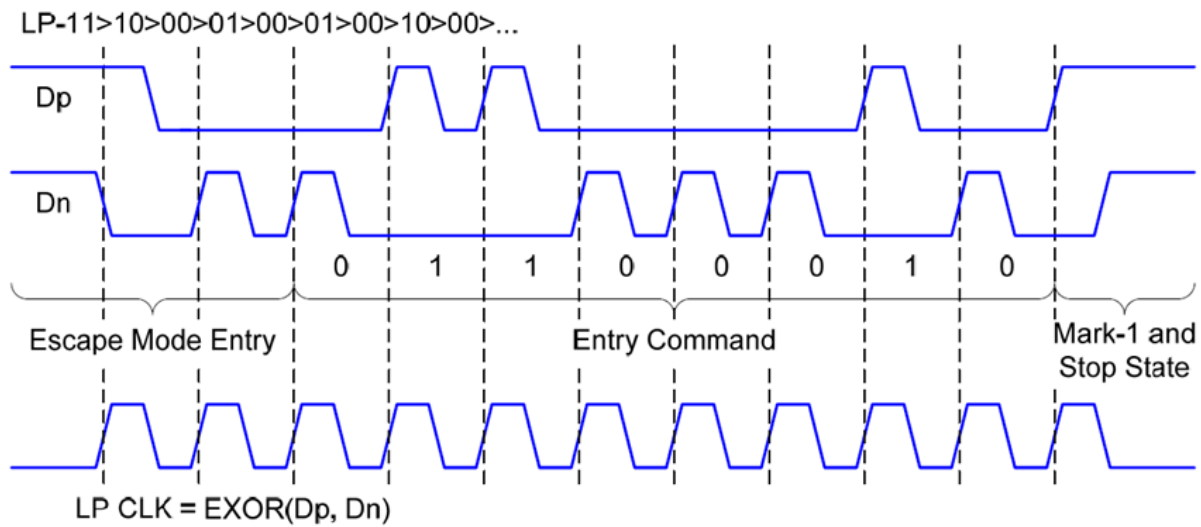 LP-11>10>00>01>00>01>00>10>00>...
Dp
Dn
0 1 1 0 0 0 1 0
Escape Mode Entry
Entry Command
Mark-1 and
Stop State
LP CLK = EXOR(Dp, Dn)